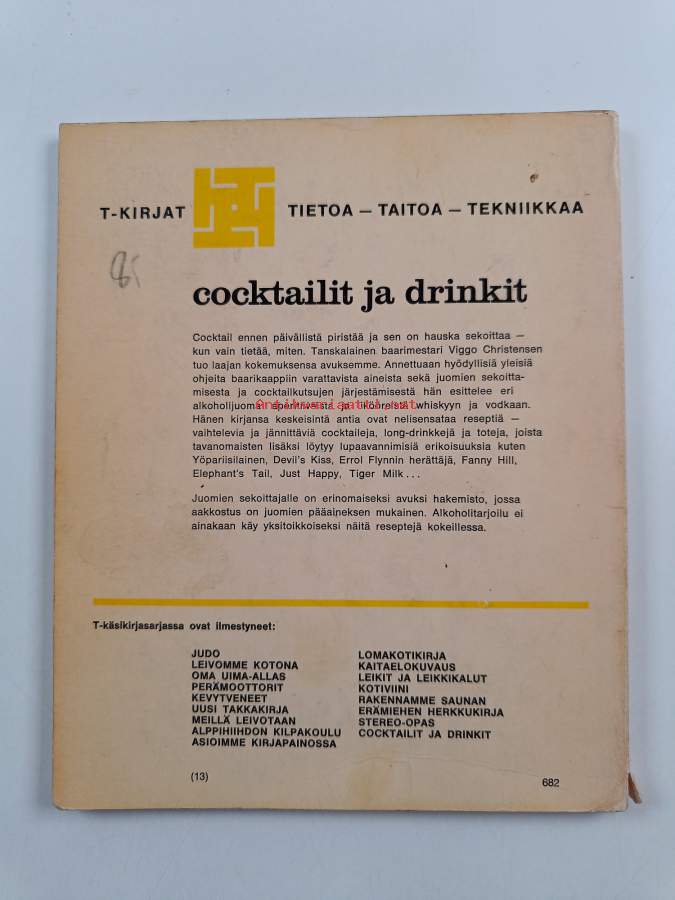 T-KIRJAT TIETOA — TAITOA — TEKNIIKKAA
cocktailit ja drinkit
Cocktail ennen päivällistä piristää ja sen on hauska sekoittaa —
kun vain tietää, miten. Tanskalainen baarimestari Viggo Christensen
tuo laajan kokemuksensa avuksemme. Annettuaan hyödyllisiä yleisiä
ohjeita baarikaappiin varattavista aineista sekä juomien sekoitta-
misesta ja cocktailkutsujen järjestämisestä hän esittelee eri
alkoholijuomia aperitiiveista ja likööreistä whiskyyn ja vodkaan.
Hänen kirjansa keskeisintä antia ovat nelisensataa reseptiä —
vaihtelevia ja jännittäviä cocktaileja, long-drinkkejä ja toteja, joista
tavanomaisten lisäksi löytyy lupaavannimisiä erikoisuuksia kuten
Yöpariisilainen, Devil's Kiss, Errol Flynnin herättäjä, Fanny Hill,
Elephant's Tail, Just Happy, Tiger Milk . . .
Juomien sekoittajalle on erinomaiseksi avuksi hakemisto, jossa
aakkostus on juomien pääaineksen mukainen. Alkoholitarjoilu ei
ainakaan käy yksitoikkoiseksi näitä reseptejä kokeillessa.
T-käsikirjasarjassa ovat ilmestyneet:
JUDO
LEIVOMME KOTONA
OMA UIMA-ALLAS
PERÄMOOTTORIT
KEVYTVENEET
UUSI TAKKAKIRJA
MEILLÄ LEIVOTAAN
ALPPIHIIHDON KILPAKOULU
ASIOIMME KIRJAPAINOSSA
LOMAKOTIKIRJA
KAITAELOKUVAUS
LEIKIT JA LEIKKIKALUT
KOTIVIINI
RAKENNAMME SAUNAN
ERÄMIEHEN HERKKUKIRJA
STEREO-OPAS
COCKTAILIT JA DRINKIT
(13)
682